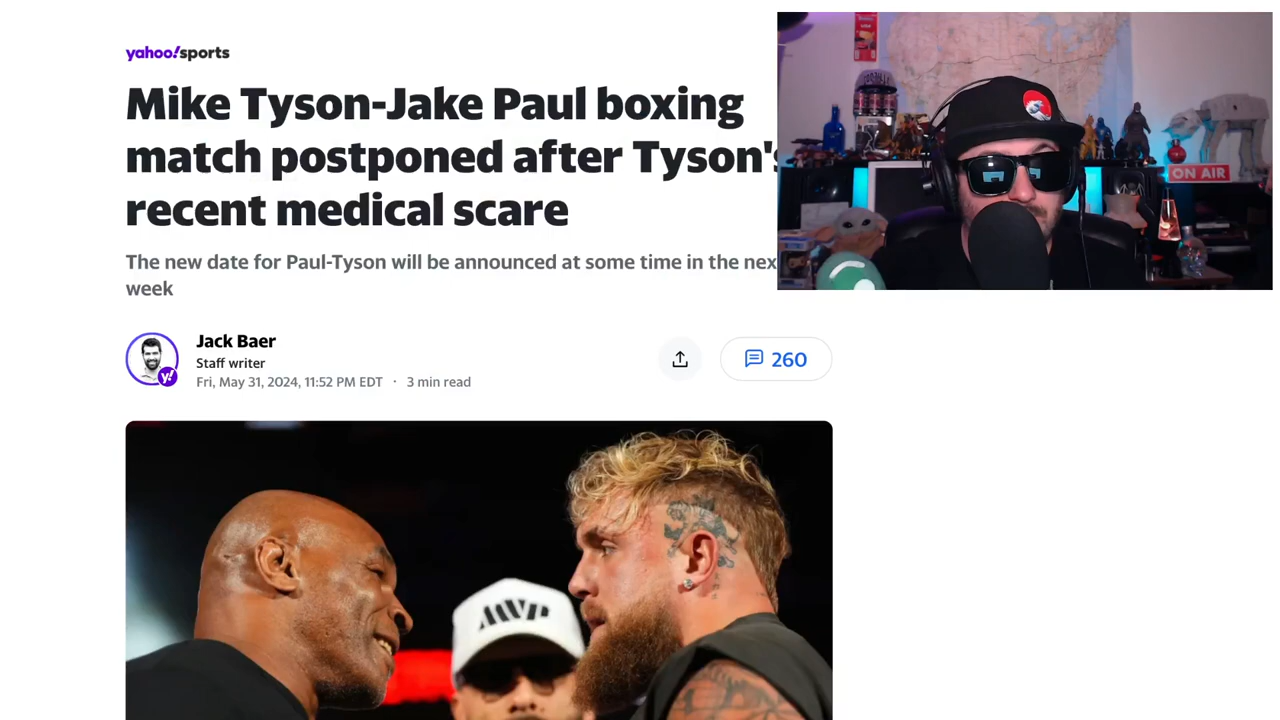 yahoo!sports
Mike Tyson-Jake Paul boxing
match postponed after Tyson's
recent medical scare
The new date for Paul-Tyson will be announced at some time in the nex
week
Jack Baer
Staff writer
y!
Fri, May 31, 2024, 11:52 PM EDT · 3 min read
260
ON AIR
MVP